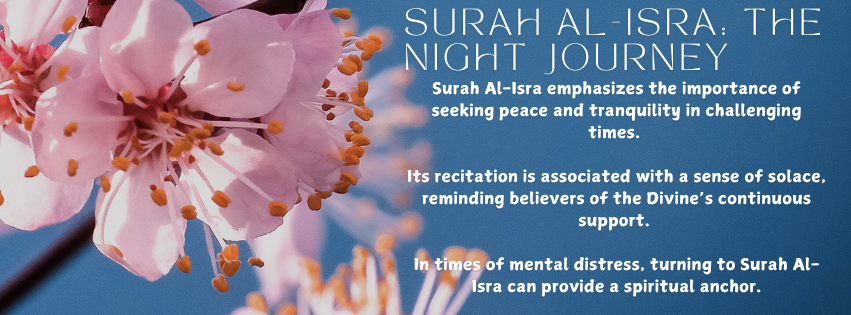 SURAH AL-ISRA: THE
NIGHT JOURNEY
Surah Al-Isra emphasizes the importance of
seeking peace and tranquility in challenging
times.
Its recitation is associated with a sense of solace,
reminding believers of the Divine's continuous
support.
In times of mental distress, turning to Surah Al-
Isra can provide a spiritual anchor.